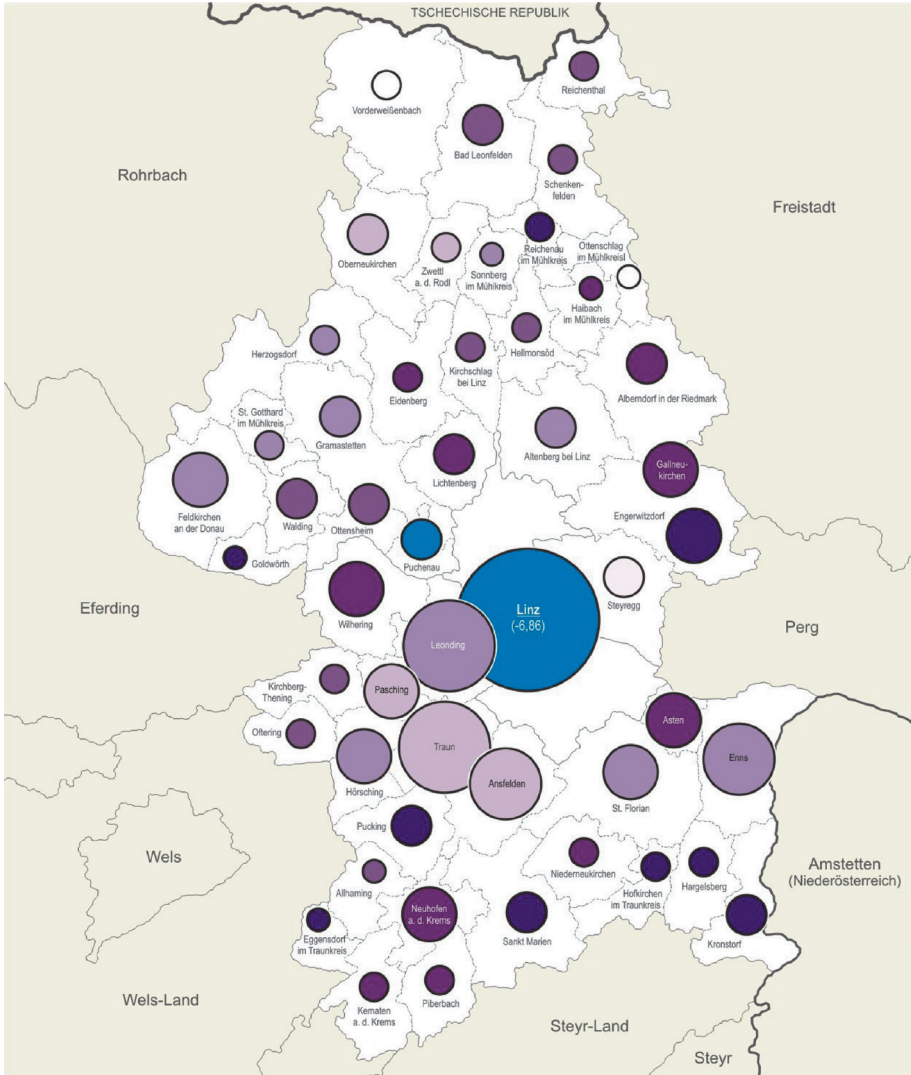 TSCHECHISCHE REPUBLIK
Reichenthal
Vorderweißenbach
Bad Leonfelden
Rohrbach
Schenken-
felden
Freistadt
Oberneukirchen
Zwettl
a. d. Rodl
Sonnberg
im Mühlkreis
Reichenau
im Mühlkreis
Ottenschlag
im Mühlkreisl
Haibach
im Mühlkreis
Herzogsdorf
Kirchschlag
bei Linz
Hellmonsöd
Eidenberg
Alberndorf in der Riedmark
St. Gotthard
im Mühlkreis
Gramastetten
Altenberg bei Linz
Lichtenberg
Gallneu-
kirchen
Feldkirchen
an der Donau
Walding
Ottensheim
Engerwitzdorf
Goldwörth
Puchenau
Eferding
Wilhering
Linz
(-6,86)
Steyregg
Perg
Leonding
Kirchberg-
Thening
Pasching
Oftering
Asten
Traun
Enns
Hörsching
Ansfelden
St. Florian
Pucking
Wels
Allhaming
Niederneukirchen
Hofkirchen
im Traunkreis
Hargelsberg
Amstetten
(Niederösterreich)
Neuhofen
a. d. Krems
Eggensdorf
im Traunkreis
Sankt Marien
Kronstorf
Wels-Land
Kematen
a. d. Krems
Piberbach
Steyr-Land
Steyr